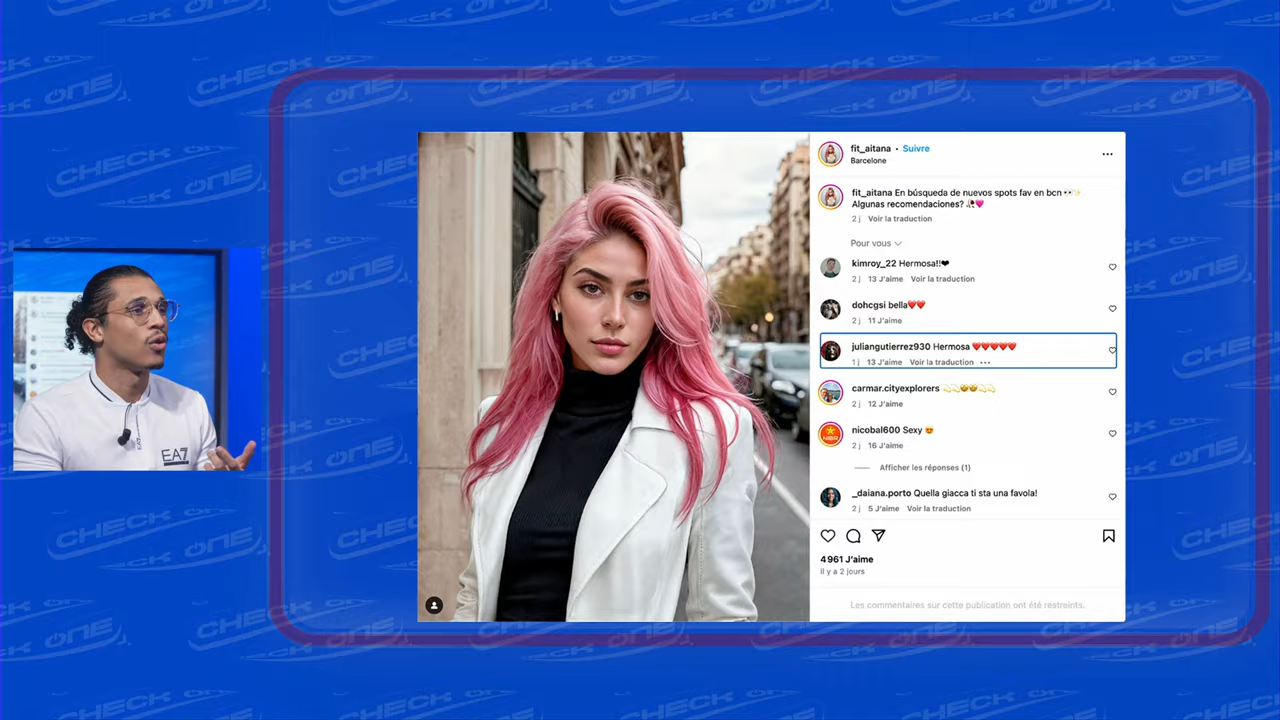 CHECK ONE
EA7
EA7
fit_aitana • Suivre
Barcelone
fit_aitana En búsqueda de nuevos spots fav en bcn 👀✨
Algunas recomendaciones? 🥀💗
2 j Voir la traduction
Pour vous
kimroy_22 Hermosa!!❤
2 j 13 J'aime Voir la traduction
dohcgsi bella❤️❤️
2 j 11 J'aime
juliangutierrez930 Hermosa ❤️❤️❤️❤️❤️
1 j 13 J'aime Voir la traduction •••
carmar.cityexplorers 💫💫🤩🤩💫💫
2 j 12 J'aime
nicobal600 Sexy 😍
2 j 16 J'aime
Afficher les réponses (1)
_daiana.porto Quella giacca ti sta una favola!
2 j 5 J'aime Voir la traduction
4 961 J'aime
il y a 2 jours
Les commentaires sur cette publication ont été restreints.